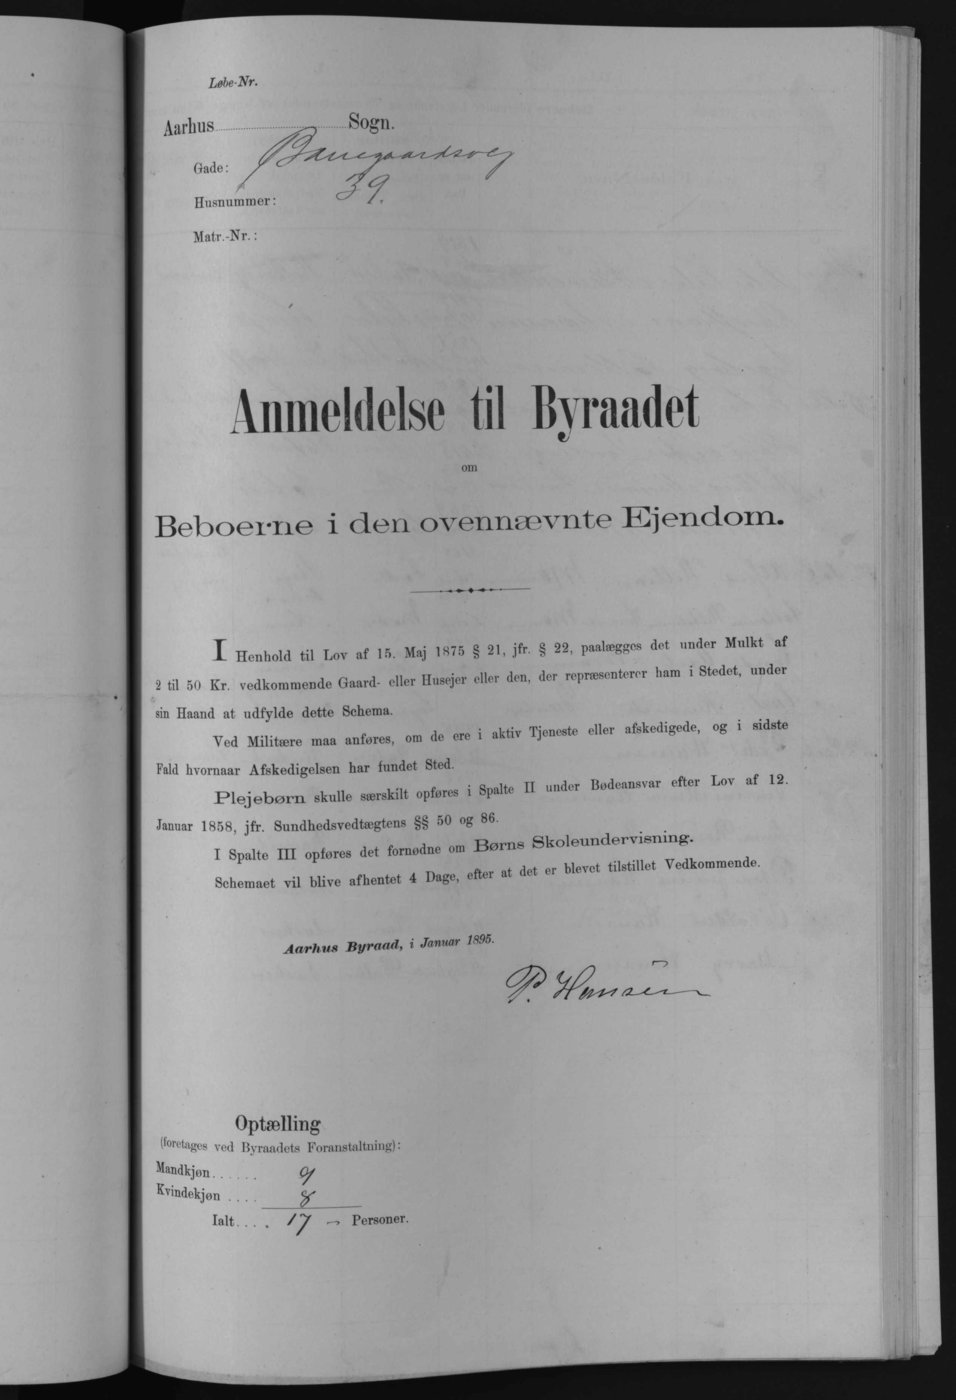 Løbe-Nr.
Aarhus Sogn.
Gade: Banegaardsvej
Husnummer: 39.
Matr.-Nr.:
Anmeldelse til Byraadet
om
Beboerne i den ovennævnte Ejendom.
I Henhold til Lov af 15. Maj 1875 § 21, jfr. § 22, paalægges det under Mulkt af
2 til 50 Kr. vedkommende Gaard- eller Husejer eller den, der repræsenterer ham i Stedet, under
sin Haand at udfylde dette Schema.
Ved Militære maa anføres, om de ere i aktiv Tjeneste eller afskedigede, og i sidste
Fald hvornaar Afskedigelsen har fundet Sted.
Plejebørn skulle særskilt opføres i Spalte II under Bødeansvar efter Lov af 12.
Januar 1858, jfr. Sundhedsvedtægtens §§ 50 og 86.
I Spalte III opføres det fornødne om Børns Skoleundervisning.
Schemaet vil blive afhentet 4 Dage, efter at det er blevet tilstillet Vedkommende.
Aarhus Byraad, i Januar 1895.
P. Hansen
Optælling
(foretages ved Byraadets Foranstaltning):
Mandkjøn...... 9
Kvindekjøn .... 8
Ialt.... 17 - Personer.